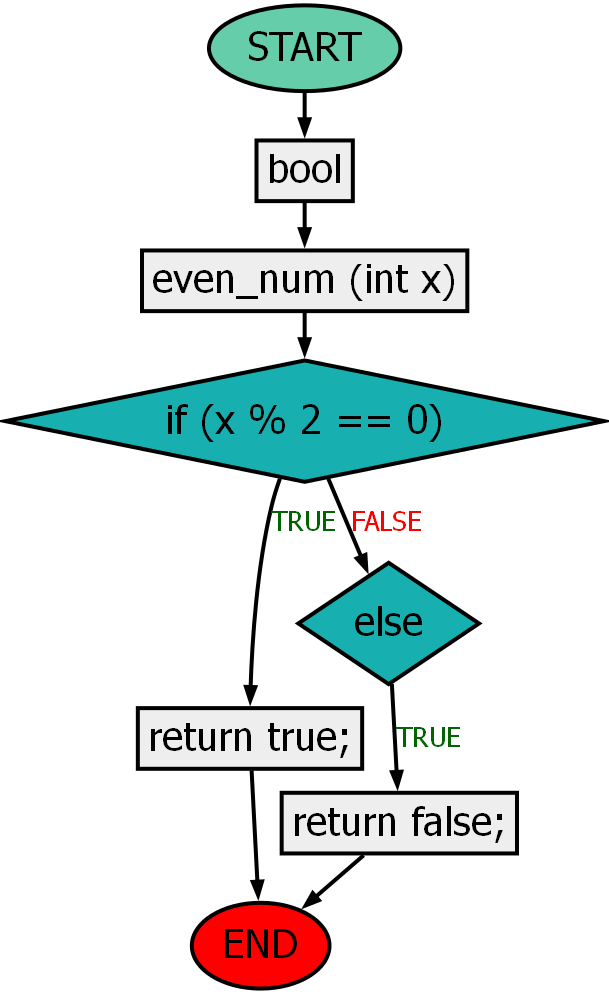 START
bool
even_num (int x)
if (x % 2 == 0)
TRUE
FALSE
else
return true;
TRUE
return false;
END